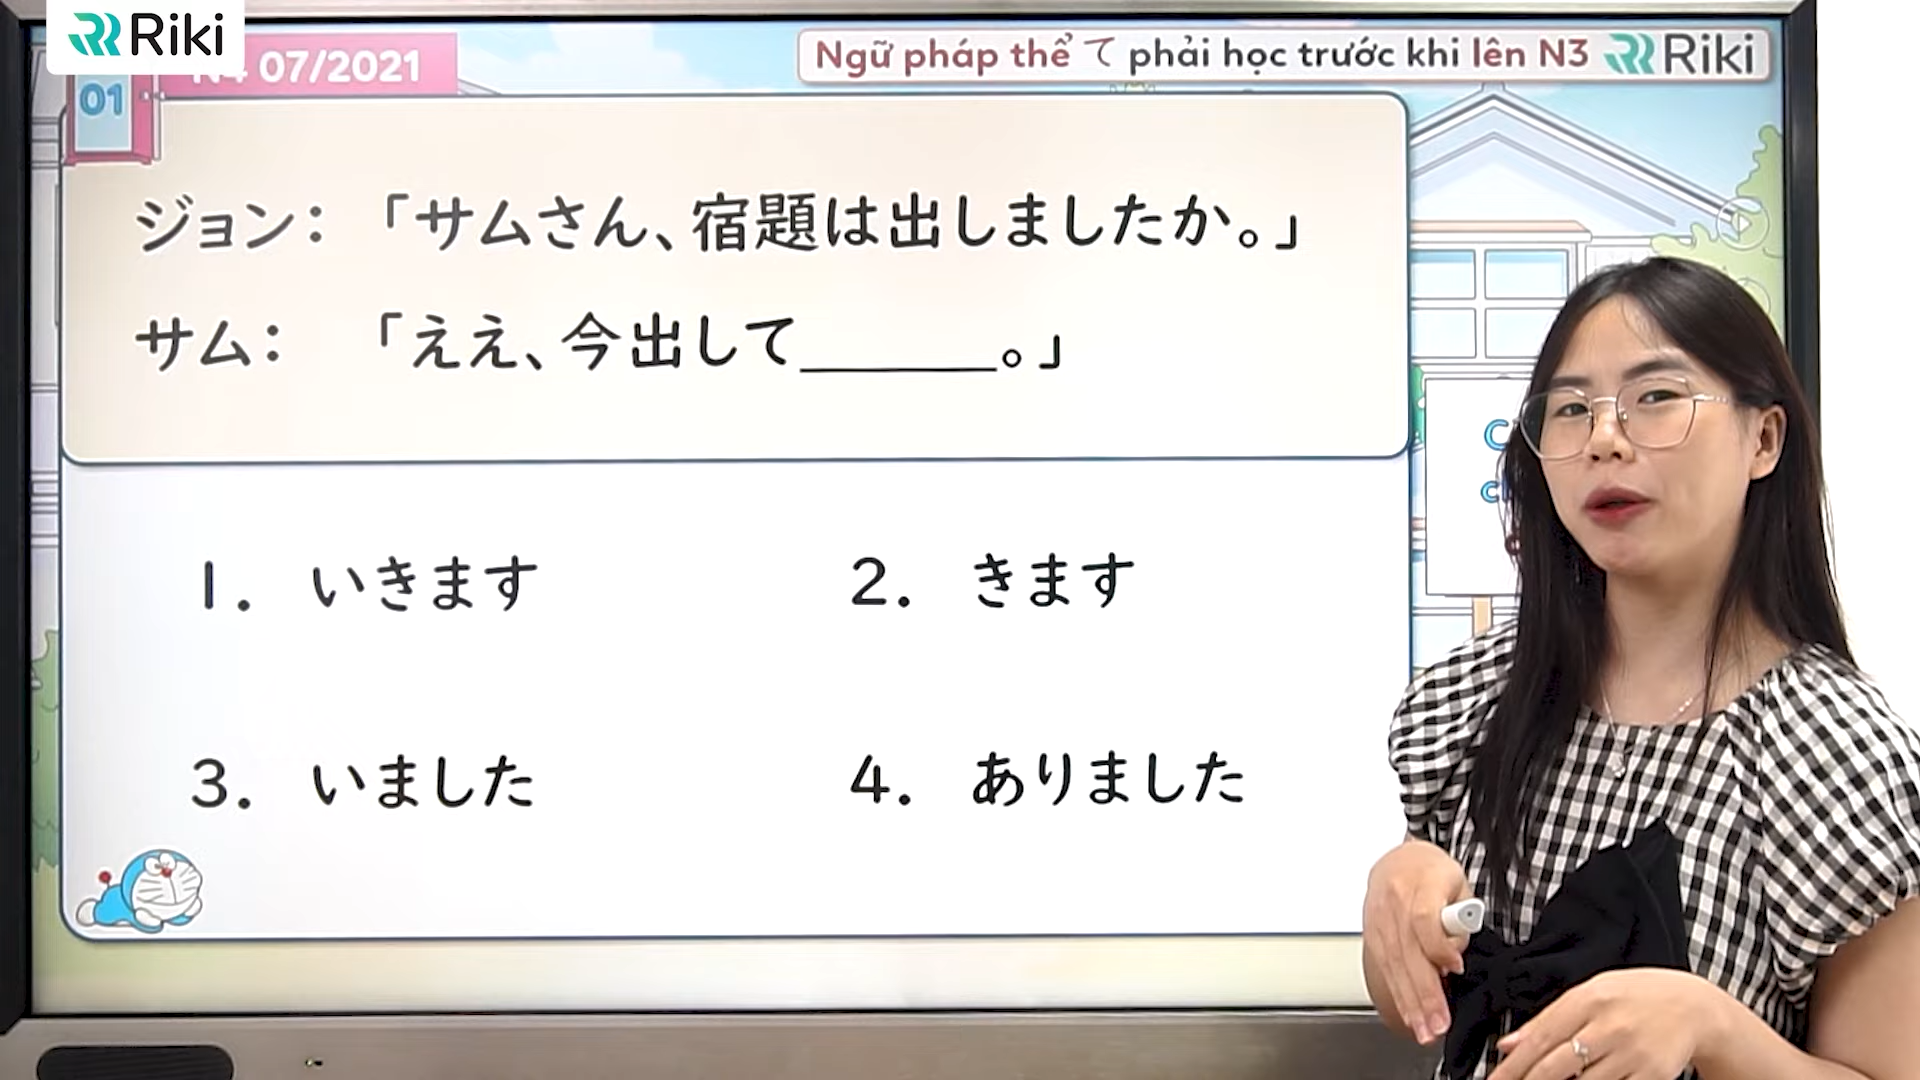 Riki
N4 07/2021
Ngữ pháp thể て phải học trước khi lên N3 Riki
01
ジョン：「サムさん、宿題は出しましたか。」
サム：「ええ、今出して______。」
1. いきます
2. きます
3. いました
4. ありました